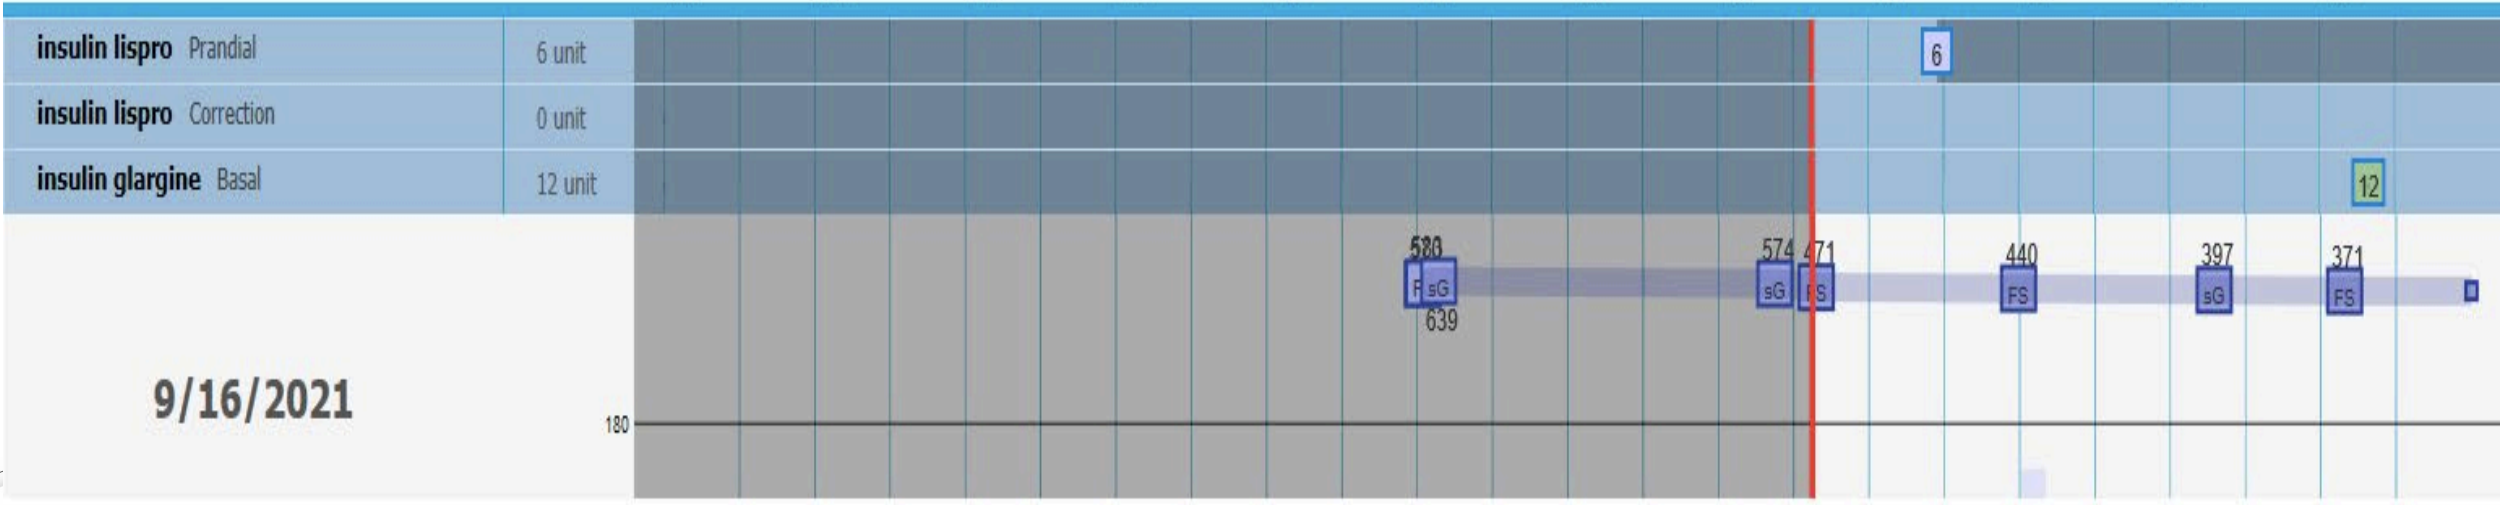 insulin lispro Prandial 6 unit 6
insulin lispro Correction 0 unit
insulin glargine Basal 12 unit 12
574 471 440 397 371
sG sG FS FS sG FS
639
9/16/2021
180